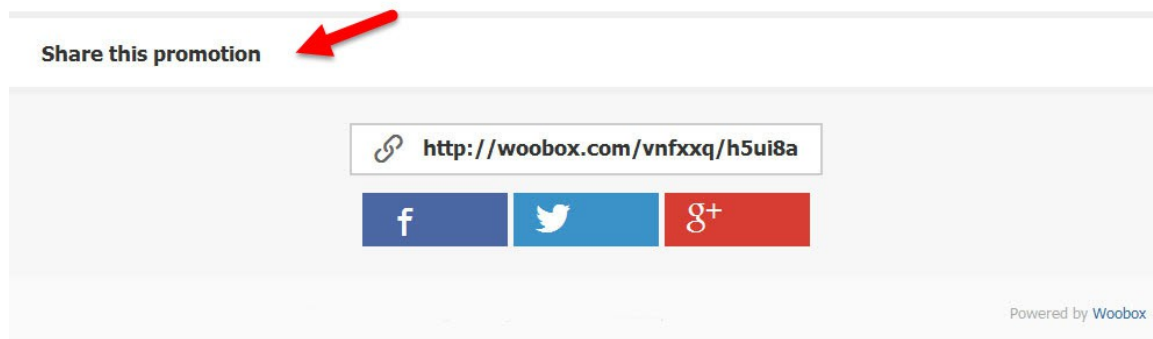 Share this promotion
http://woobox.com/vnfxxq/h5ui8a
f
g+
Powered by Woobox